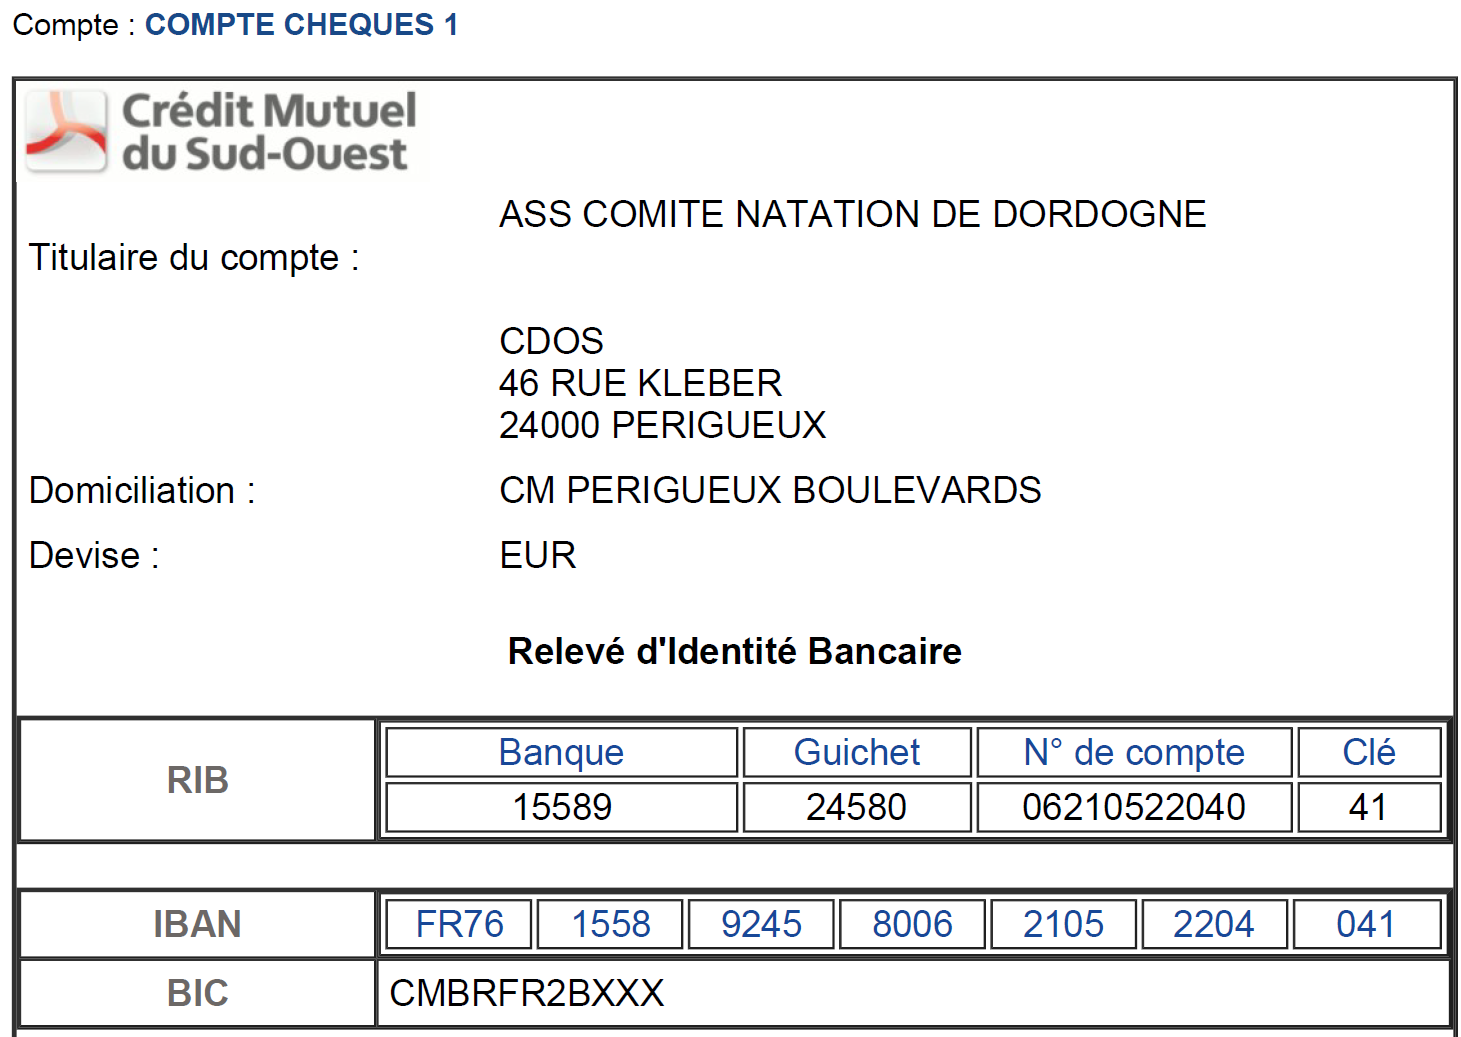 Compte : COMPTE CHEQUES 1
Crédit Mutuel
du Sud-Ouest
ASS COMITE NATATION DE DORDOGNE
Titulaire du compte :
CDOS
46 RUE KLEBER
24000 PERIGUEUX
Domiciliation : CM PERIGUEUX BOULEVARDS
Devise : EUR
Relevé d'Identité Bancaire
RIB
Banque Guichet N° de compte Clé
15589 24580 06210522040 41
IBAN FR76 1558 9245 8006 2105 2204 041
BIC CMBRFR2BXXX